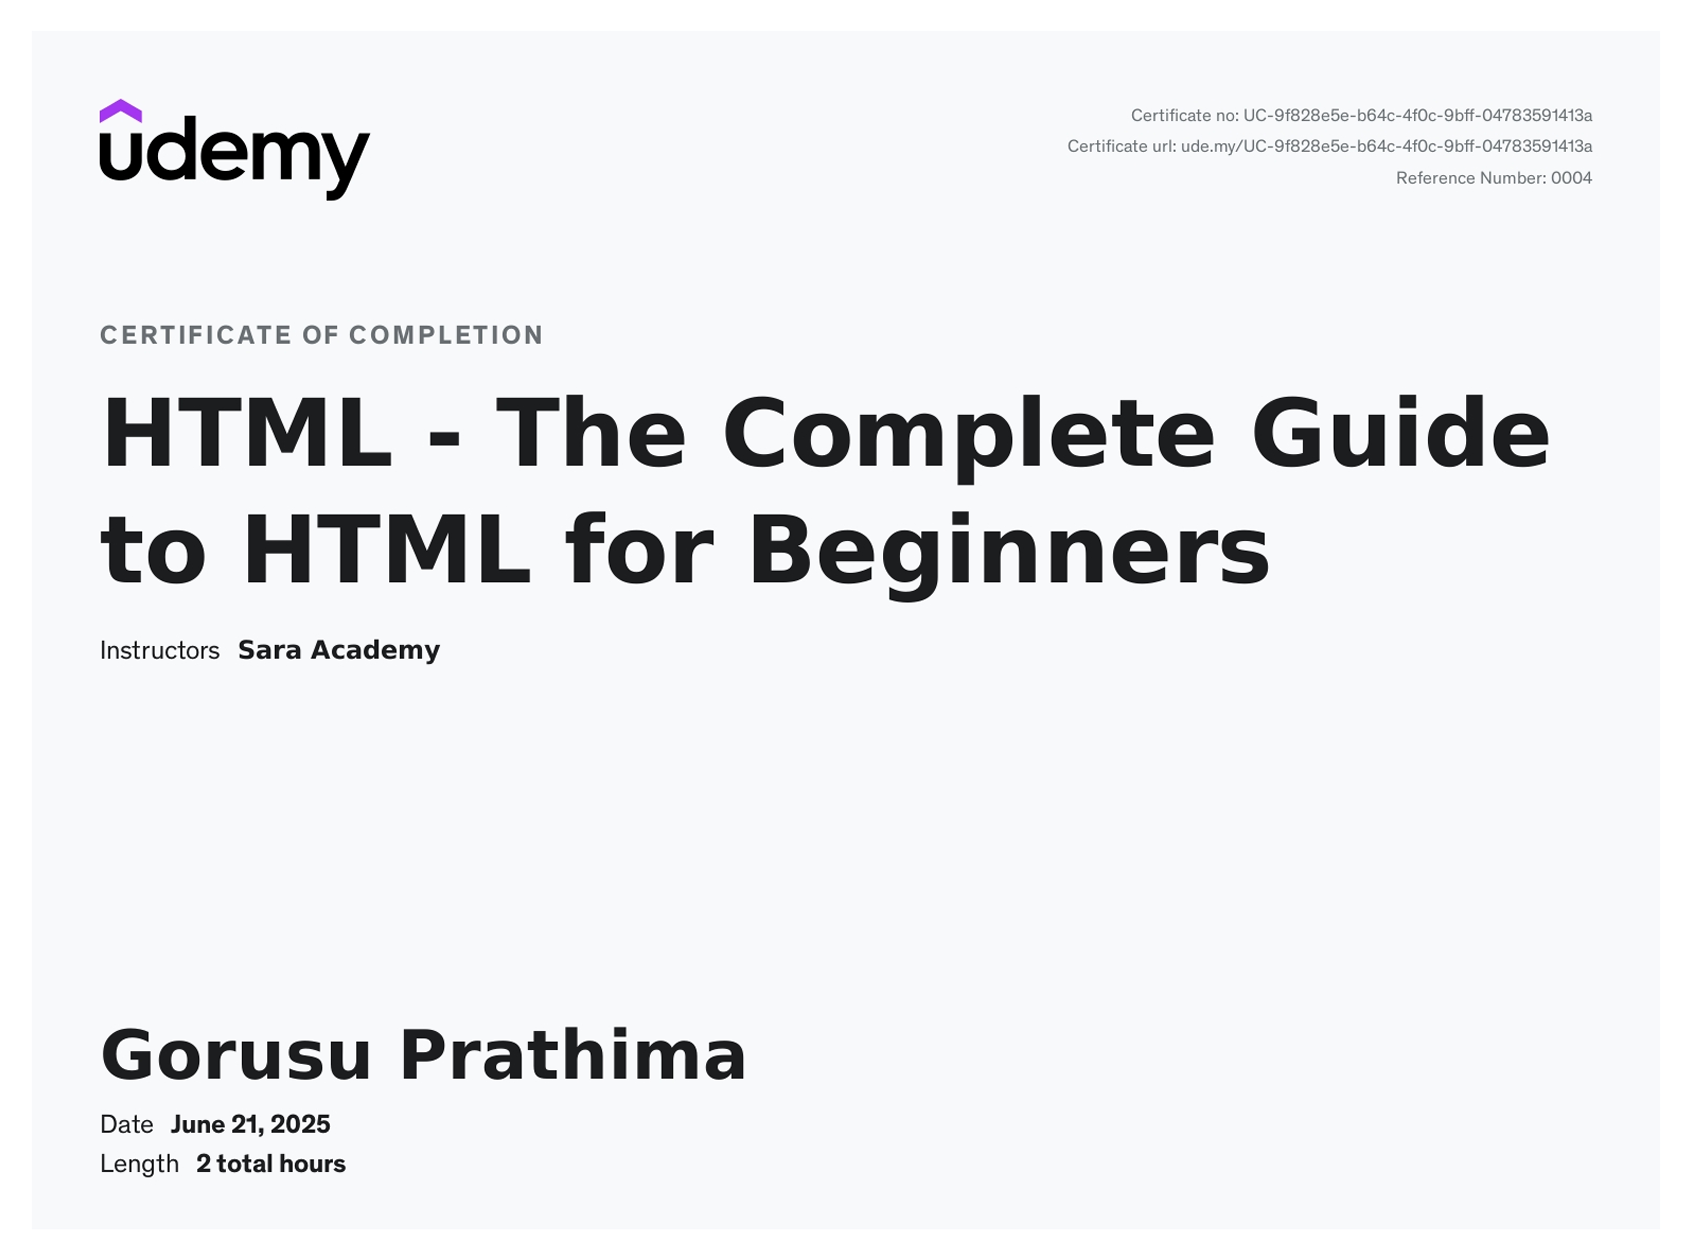 udemy
Certificate no: UC-9f828e5e-b64c-4f0c-9bff-04783591413a
Certificate url: ude.my/UC-9f828e5e-b64c-4f0c-9bff-04783591413a
Reference Number: 0004
CERTIFICATE OF COMPLETION
HTML - The Complete Guide
to HTML for Beginners
Instructors Sara Academy
Gorusu Prathima
Date June 21, 2025
Length 2 total hours